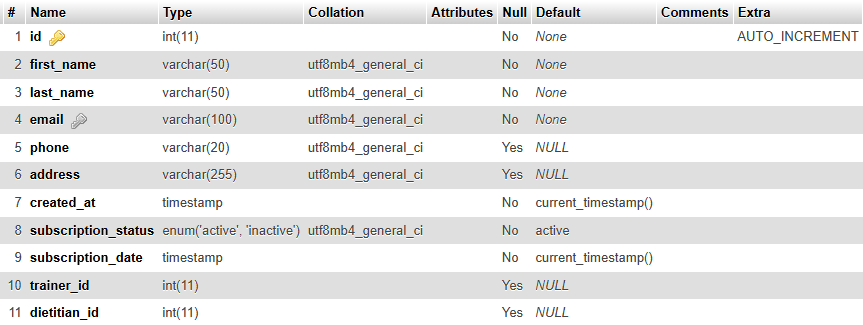 # Name Type Collation Attributes Null Default Comments Extra
1 id int(11) No None AUTO_INCREMENT
2 first_name varchar(50) utf8mb4_general_ci No None
3 last_name varchar(50) utf8mb4_general_ci No None
4 email varchar(100) utf8mb4_general_ci No None
5 phone varchar(20) utf8mb4_general_ci Yes NULL
6 address varchar(255) utf8mb4_general_ci Yes NULL
7 created_at timestamp No current_timestamp()
8 subscription_status enum('active', 'inactive') utf8mb4_general_ci No active
9 subscription_date timestamp No current_timestamp()
10 trainer_id int(11) Yes NULL
11 dietitian_id int(11) Yes NULL